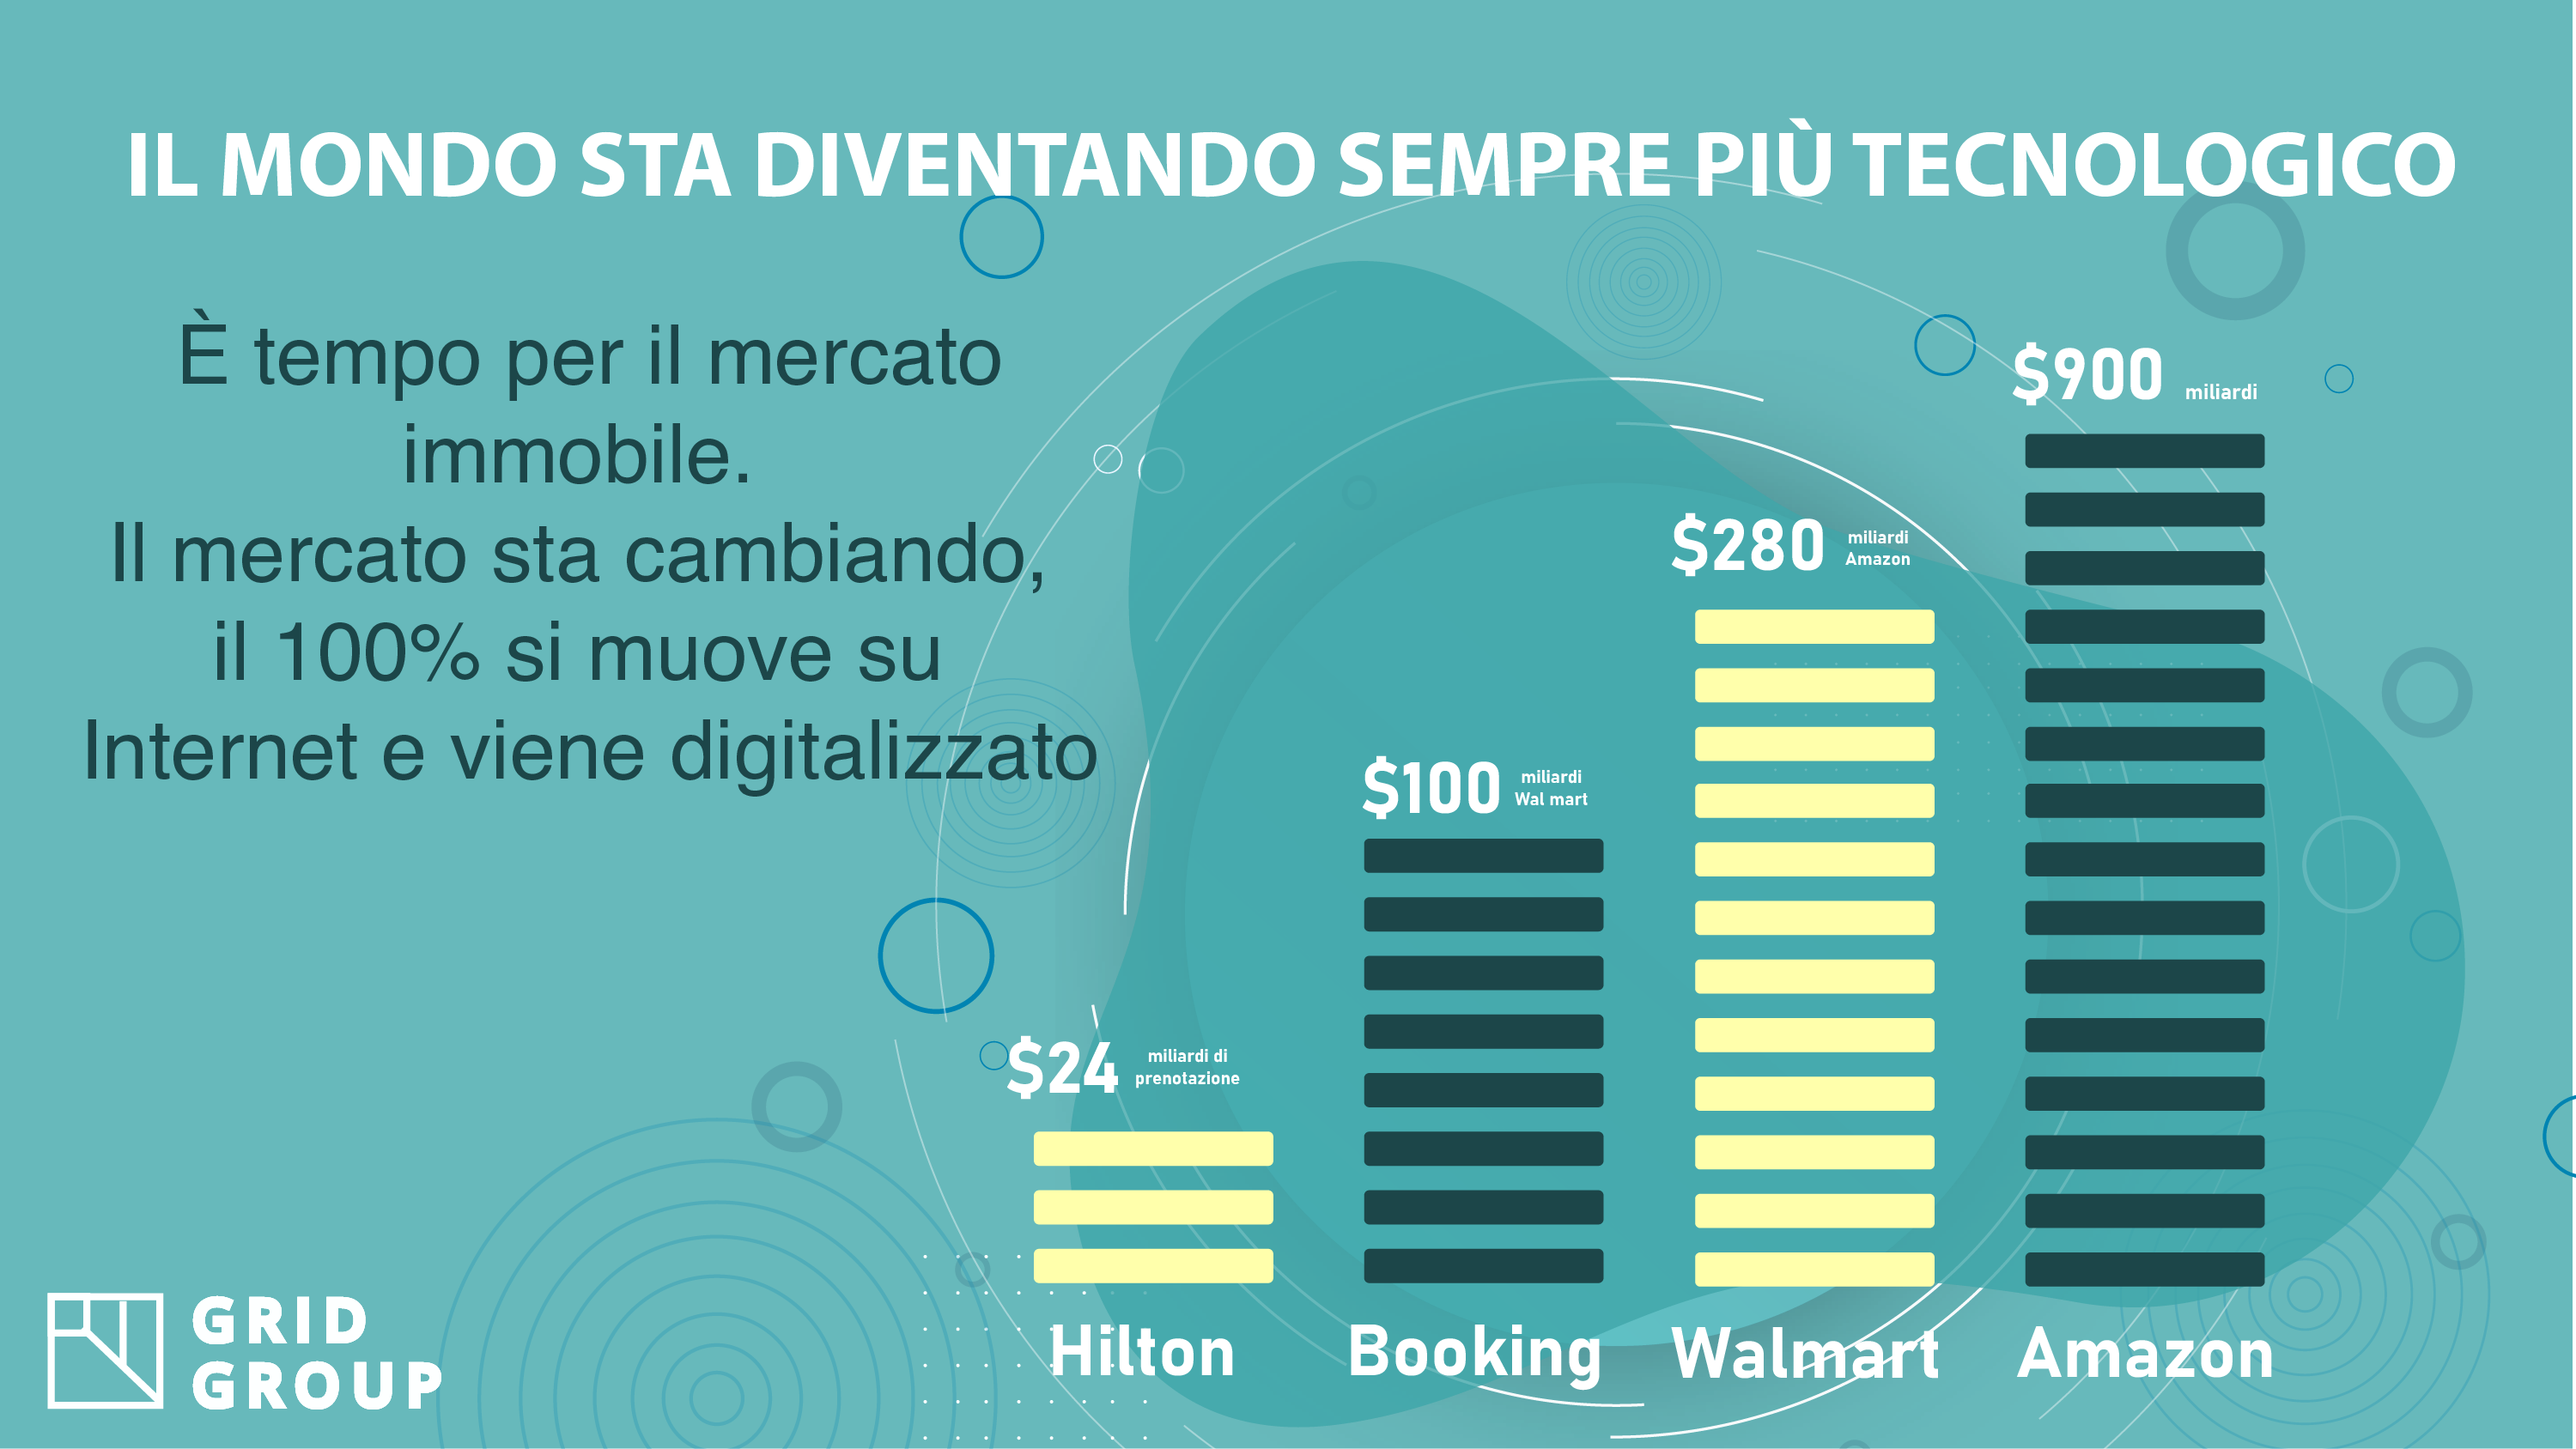 IL MONDO STA DIVENTANDO SEMPRE PIÙ TECNOLOGICO
È tempo per il mercato
immobile.
Il mercato sta cambiando,
il 100% si muove su
Internet e viene digitalizzato
$24 miliardi di
prenotazione
$100 miliardi
Wal mart
$280 miliardi
Amazon
$900 miliardi
Hilton
Booking
Walmart
Amazon
GRID
GROUP